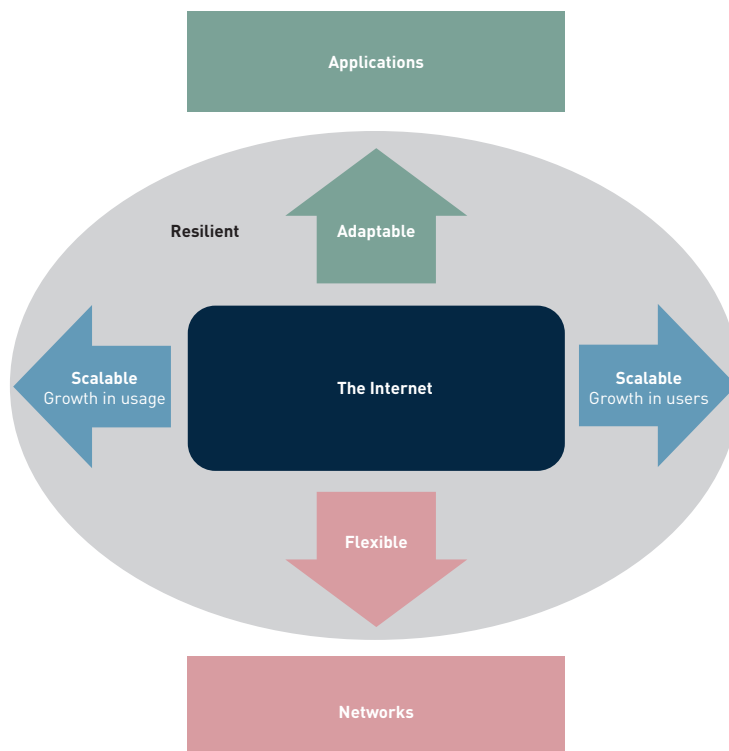 Applications
Resilient
Adaptable
Scalable
Growth in usage
The Internet
Scalable
Growth in users
Flexible
Networks